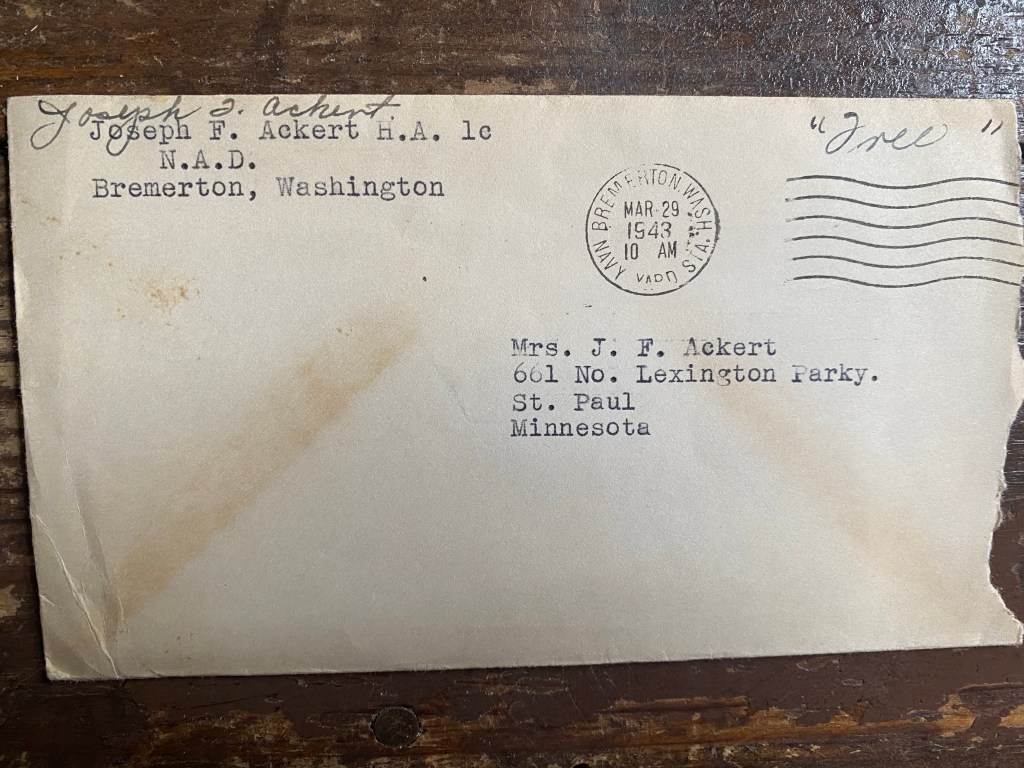 Joseph F. Ackert
Joseph F. Ackert H.A. 1c
N.A.D.
Bremerton, Washington
"Free"
BREMERTON, WASH.
MAR 29
1943
10 AM
NAVY YARD STA.
Mrs. J. F. Ackert
661 No. Lexington Parky.
St. Paul
Minnesota